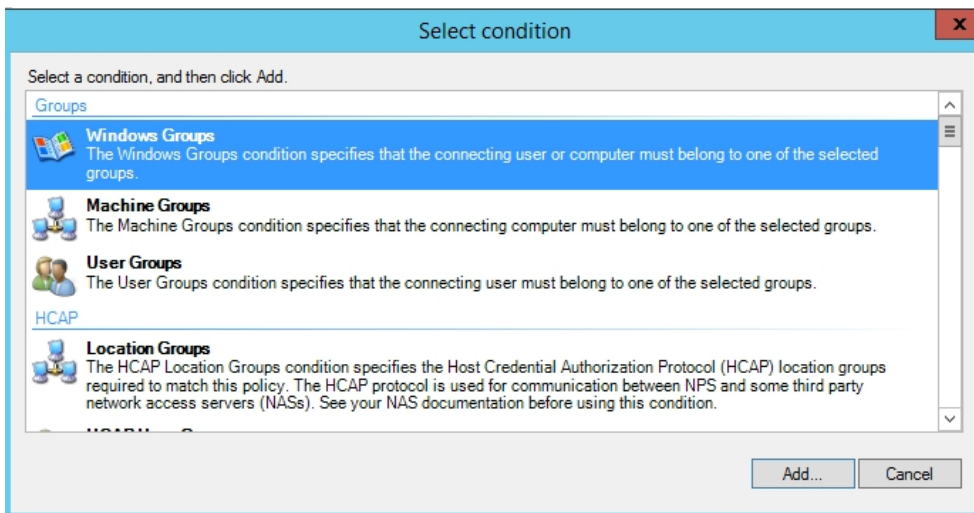 Select condition
x
Select a condition, and then click Add.
Groups
Windows Groups
The Windows Groups condition specifies that the connecting user or computer must belong to one of the selected
groups.
Machine Groups
The Machine Groups condition specifies that the connecting computer must belong to one of the selected groups.
User Groups
The User Groups condition specifies that the connecting user must belong to one of the selected groups.
HCAP
Location Groups
The HCAP Location Groups condition specifies the Host Credential Authorization Protocol (HCAP) location groups
required to match this policy. The HCAP protocol is used for communication between NPS and some third party
network access servers (NASs). See your NAS documentation before using this condition.
Add...
Cancel